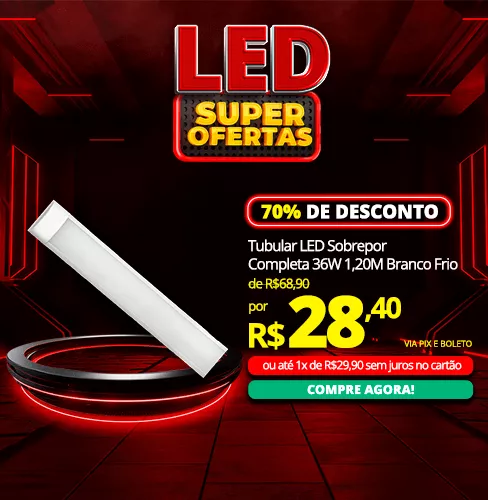 LED
SUPER
OFERTAS
70% DE DESCONTO
Tubular LED Sobrepor
Completa 36W 1,20M Branco Frio
de R$68,90
por
R$28,40
VIA PIX E BOLETO
ou até 1x de R$29,90 sem juros no cartão
COMPRE AGORA!